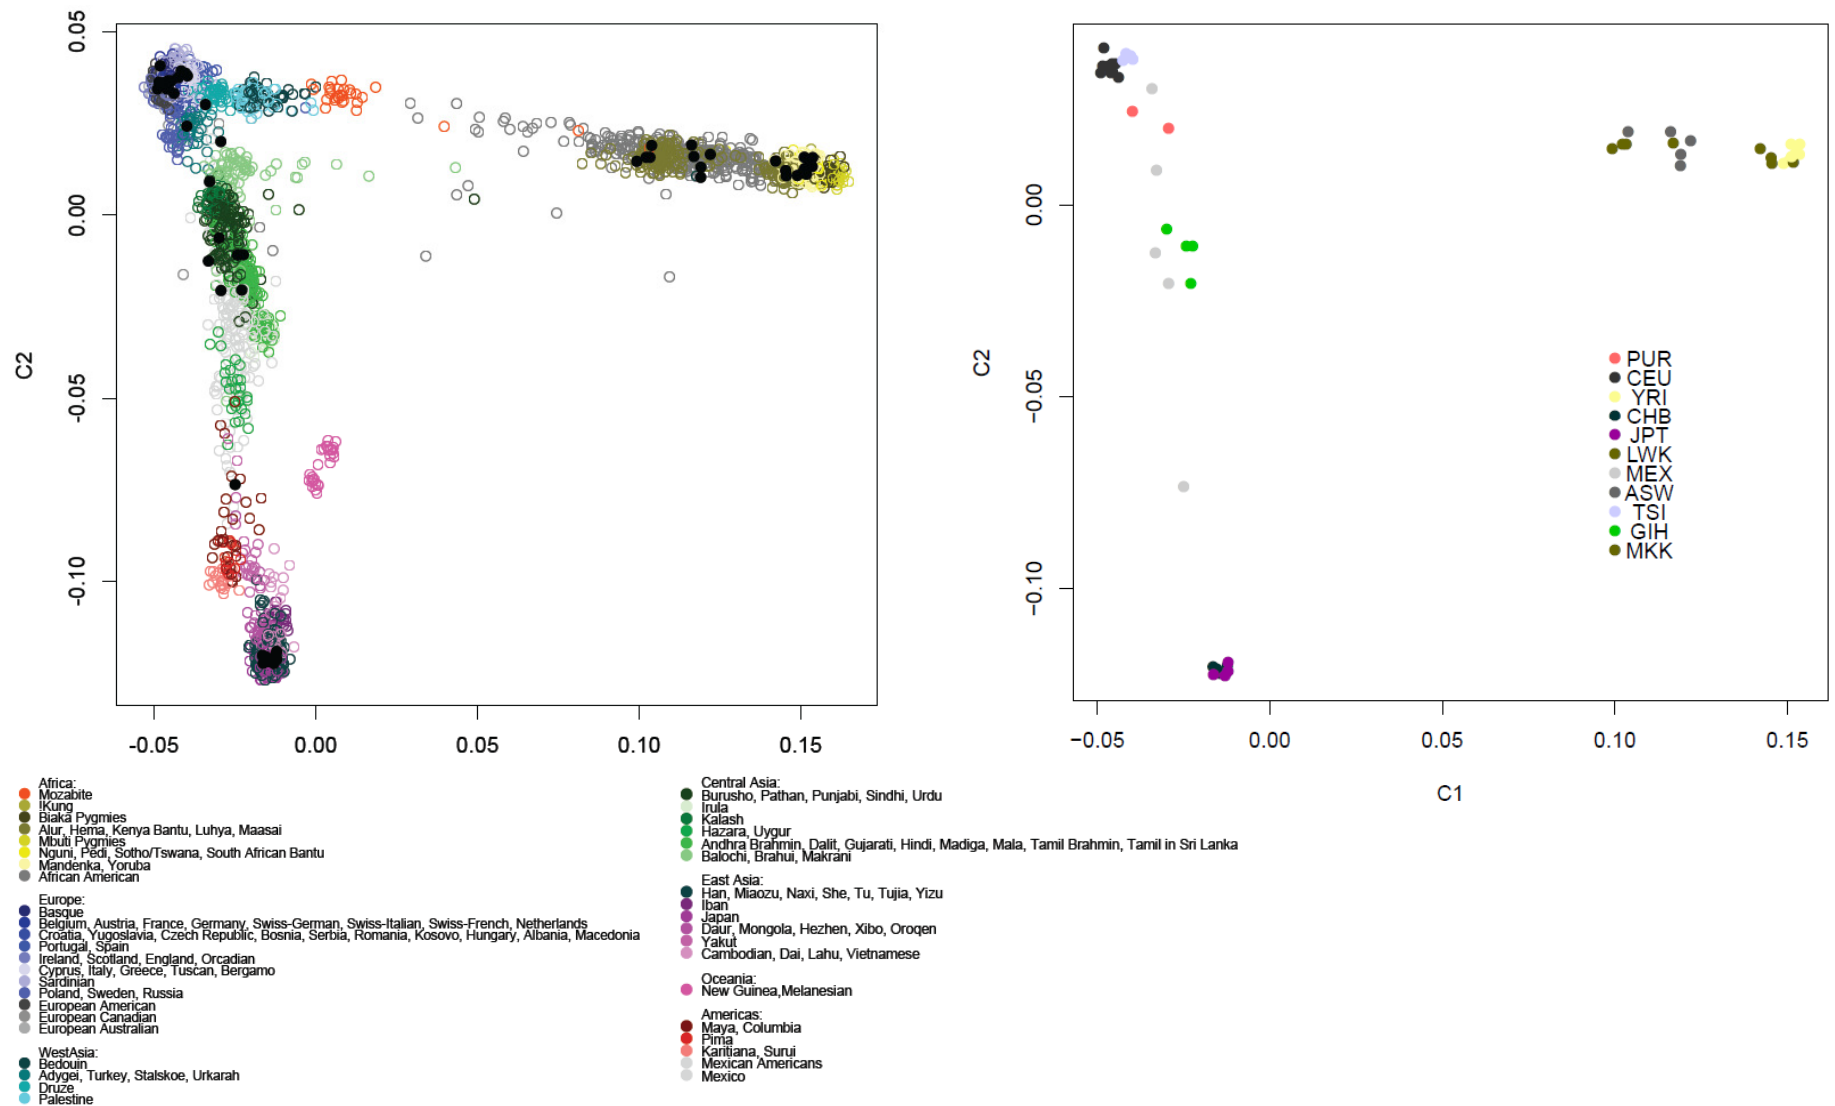 0.05
0.00
-0.05
-0.10
C2
-0.05
0.00
0.05
0.10
0.15
0.00
−0.05
−0.10
C2
−0.05
0.00
0.05
0.10
0.15
C1
PUR
CEU
YRI
CHB
JPT
LWK
MEX
ASW
TSI
GIH
MKK
Africa:
Mozabite
!Kung
Biaka Pygmies
Alur, Hema, Kenya Bantu, Luhya, Maasai
Mbuti Pygmies
Nguni, Pedi, Sotho/Tswana, South African Bantu
Mandenka, Yoruba
African American
Europe:
Basque
Belgium, Austria, France, Germany, Swiss-German, Swiss-Italian, Swiss-French, Netherlands
Croatia, Yugoslavia, Czech Republic, Bosnia, Serbia, Romania, Kosovo, Hungary, Albania, Macedonia
Portugal, Spain
Ireland, Scotland, England, Orcadian
Cyprus, Italy, Greece, Tuscan, Bergamo
Sardinian
Poland, Sweden, Russia
European American
European Canadian
European Australian
WestAsia:
Bedouin
Adygei, Turkey, Stalskoe, Urkarah
Druze
Palestine
Central Asia:
Burusho, Pathan, Punjabi, Sindhi, Urdu
Irula
Kalash
Hazara, Uygur
Andhra Brahmin, Dalit, Gujarati, Hindi, Madiga, Mala, Tamil Brahmin, Tamil in Sri Lanka
Balochi, Brahui, Makrani
East Asia:
Han, Miaozu, Naxi, She, Tu, Tujia, Yizu
Iban
Japan
Daur, Mongola, Hezhen, Xibo, Oroqen
Yakut
Cambodian, Dai, Lahu, Vietnamese
Oceania:
New Guinea,Melanesian
Americas:
Maya, Columbia
Pima
Karitiana, Surui
Mexican Americans
Mexico